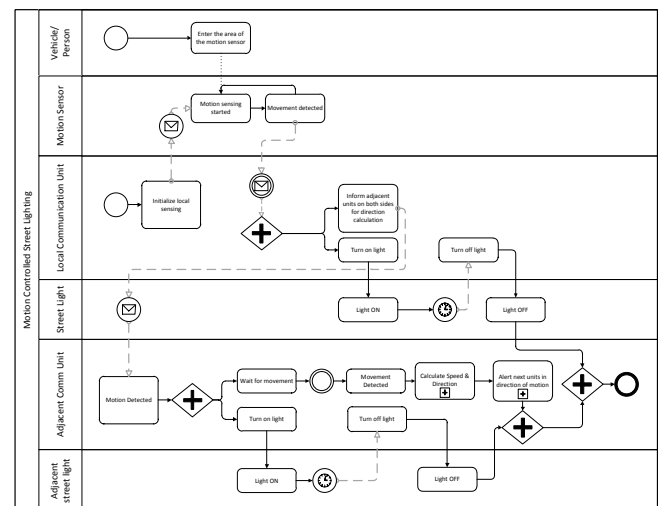 Motion Controlled Street Lighting
Vehicle/
Person
Enter the area of
the motion sensor
Motion Sensor
Motion sensing
started
Movement detected
Local Communication Unit
Initialize local
sensing
Inform adjacent
units on both sides
for direction
calculation
Turn on light
Turn off light
Street Light
Light ON
Light OFF
Adjacent Comm Unit
Motion Detected
Wait for movement
Movement
Detected
Calculate Speed &
Direction
Alert next units in
direction of motion
Turn on light
Turn off light
Adjacent
street light
Light ON
Light OFF